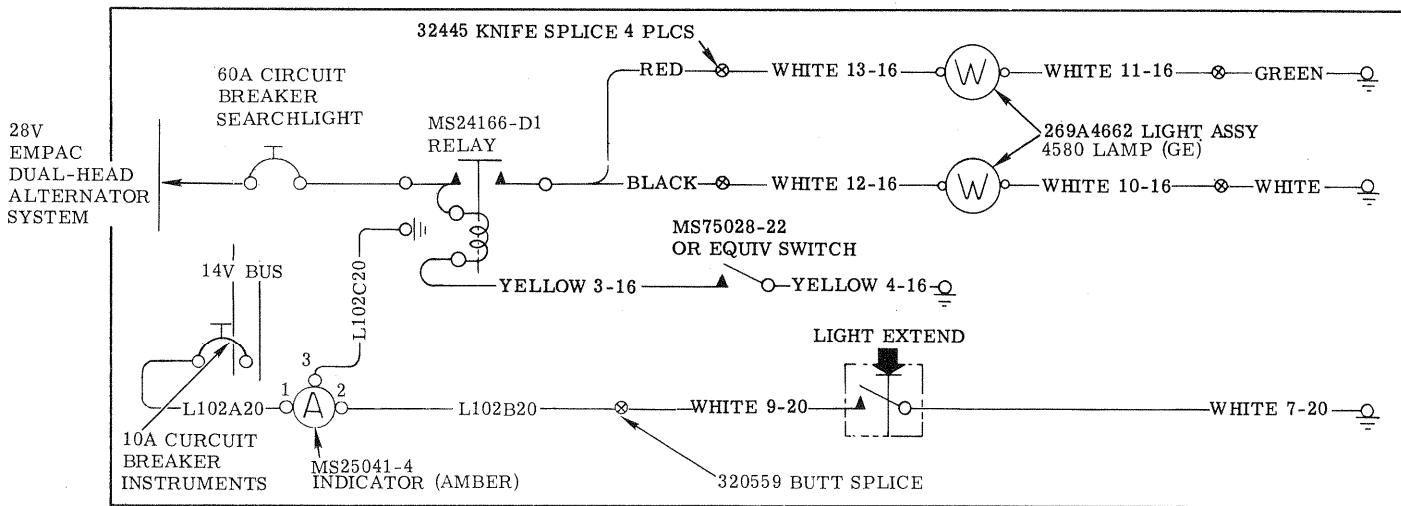 32445 KNIFE SPLICE 4 PLCS
60A CIRCUIT
BREAKER
SEARCHLIGHT
RED
WHITE 13-16
W
WHITE 11-16
GREEN
28V
EMPAC
DUAL-HEAD
ALTERNATOR
SYSTEM
MS24166-D1
RELAY
269A4662 LIGHT ASSY
4580 LAMP (GE)
BLACK
WHITE 12-16
W
WHITE 10-16
WHITE
MS75028-22
OR EQUIV SWITCH
YELLOW 3-16
YELLOW 4-16
14V BUS
L102C20
LIGHT EXTEND
3
1
2
L102A20
A
L102B20
WHITE 9-20
WHITE 7-20
10A CURCUIT
BREAKER
INSTRUMENTS
MS25041-4
INDICATOR (AMBER)
320559 BUTT SPLICE